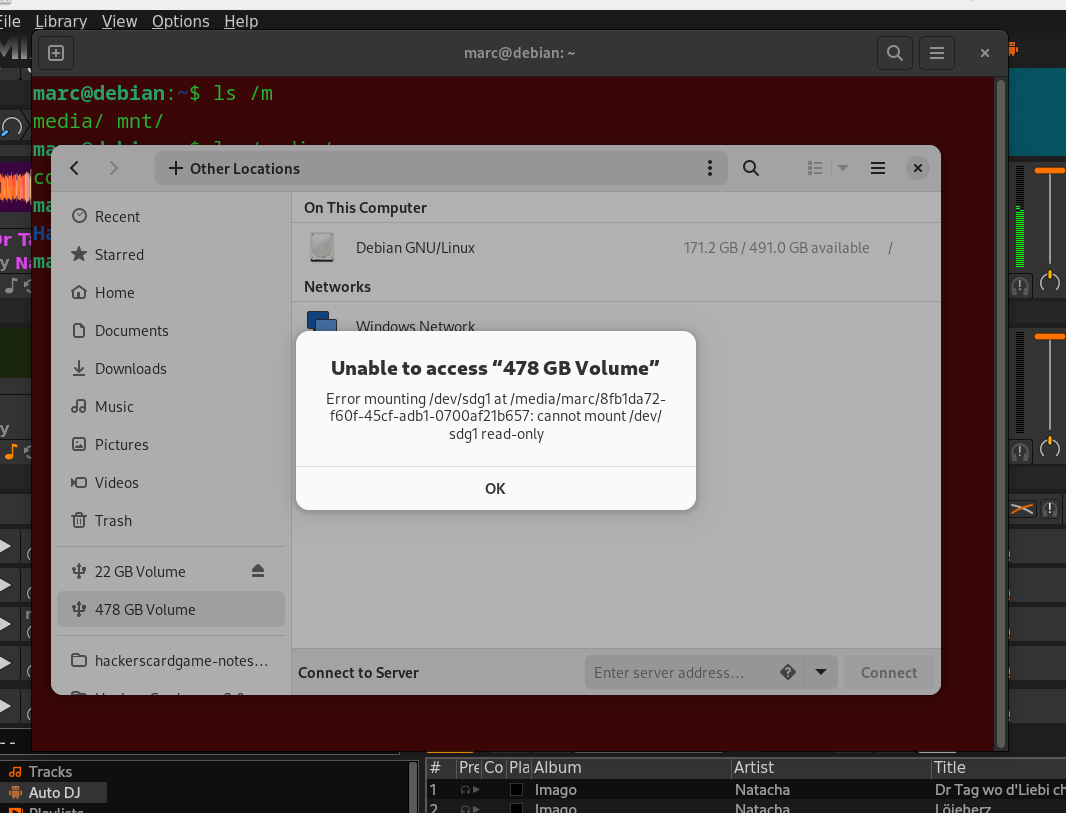 File Library View Options Help
marc@debian: ~
marc@debian:~$ ls /m
media/ mnt/
Other Locations
Recent
Starred
Home
Documents
Downloads
Music
Pictures
Videos
Trash
22 GB Volume
478 GB Volume
hackerscardgame-notes...
On This Computer
Debian GNU/Linux
171.2 GB / 491.0 GB available /
Networks
Windows Network
Unable to access “478 GB Volume”
Error mounting /dev/sdg1 at /media/marc/8fb1da72-
f60f-45cf-adb1-0700af21b657: cannot mount /dev/
sdg1 read-only
OK
Connect to Server
Enter server address...
Connect
Tracks
Auto DJ
Playlists
# Pre Co Pla Album Artist Title
1 Imago Natacha Dr Tag wo d'Liebi ch
2 Imago Natacha Löieherz